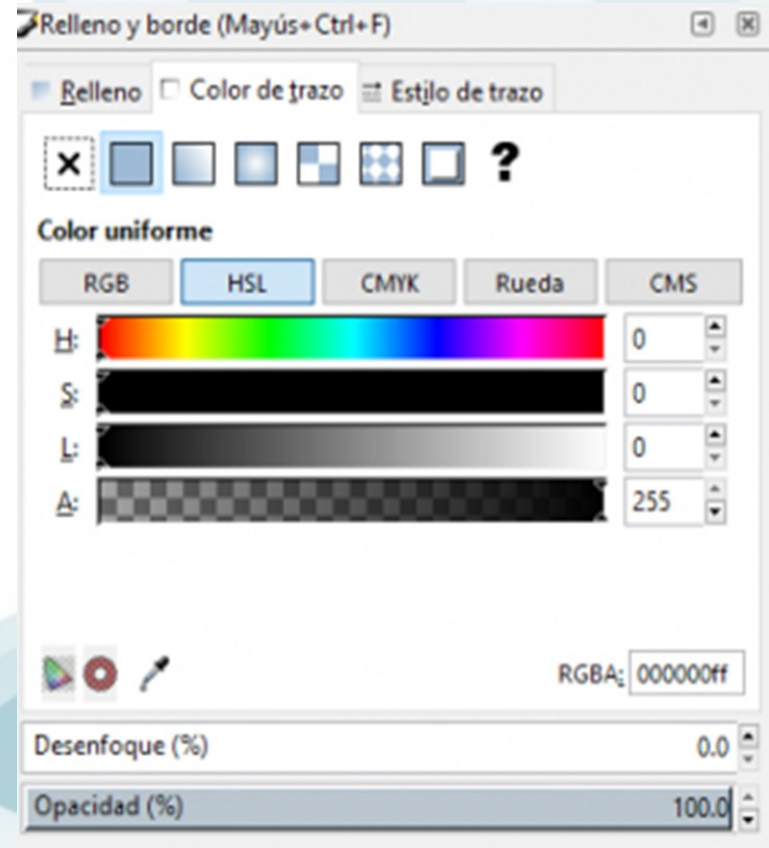 Relleno y borde (Mayús+Ctrl+F)
Relleno Color de trazo Estilo de trazo
?
Color uniforme
RGB HSL CMYK Rueda CMS
H: 0
S: 0
L: 0
A: 255
RGBA: 000000ff
Desenfoque (%) 0.0
Opacidad (%) 100.0